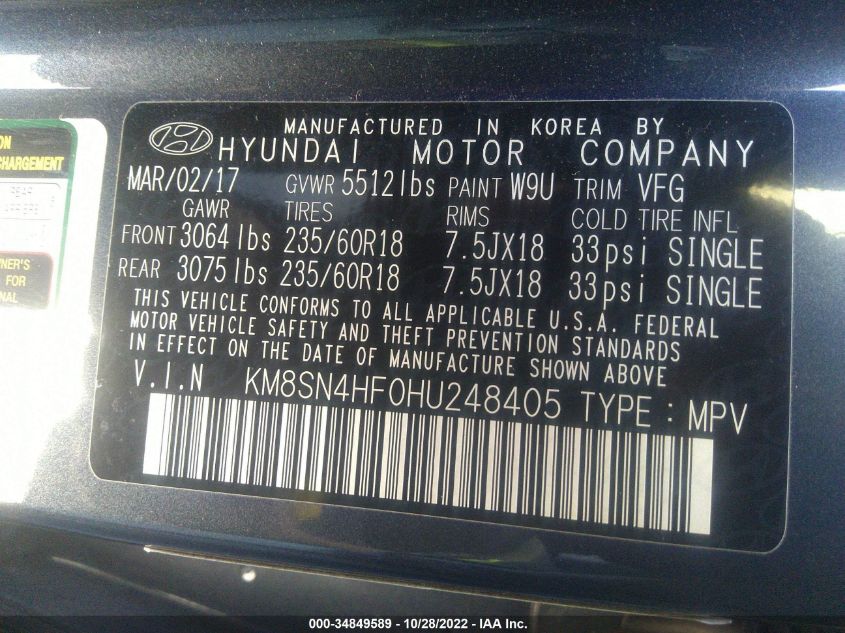 MANUFACTURED IN KOREA BY
HYUNDAI MOTOR COMPANY
MAR/02/17 GVWR 5512lbs PAINT W9U TRIM VFG
GAWR TIRES RIMS COLD TIRE INFL
FRONT 3064lbs 235/60R18 7.5JX18 33psi SINGLE
REAR 3075lbs 235/60R18 7.5JX18 33psi SINGLE
THIS VEHICLE CONFORMS TO ALL APPLICABLE U.S.A. FEDERAL
MOTOR VEHICLE SAFETY AND THEFT PREVENTION STANDARDS
IN EFFECT ON THE DATE OF MANUFACTURE SHOWN ABOVE
V.I.N KM8SN4HF0HU248405 TYPE : MPV
FOR
000-34849589 - 10/28/2022 - IAA Inc.